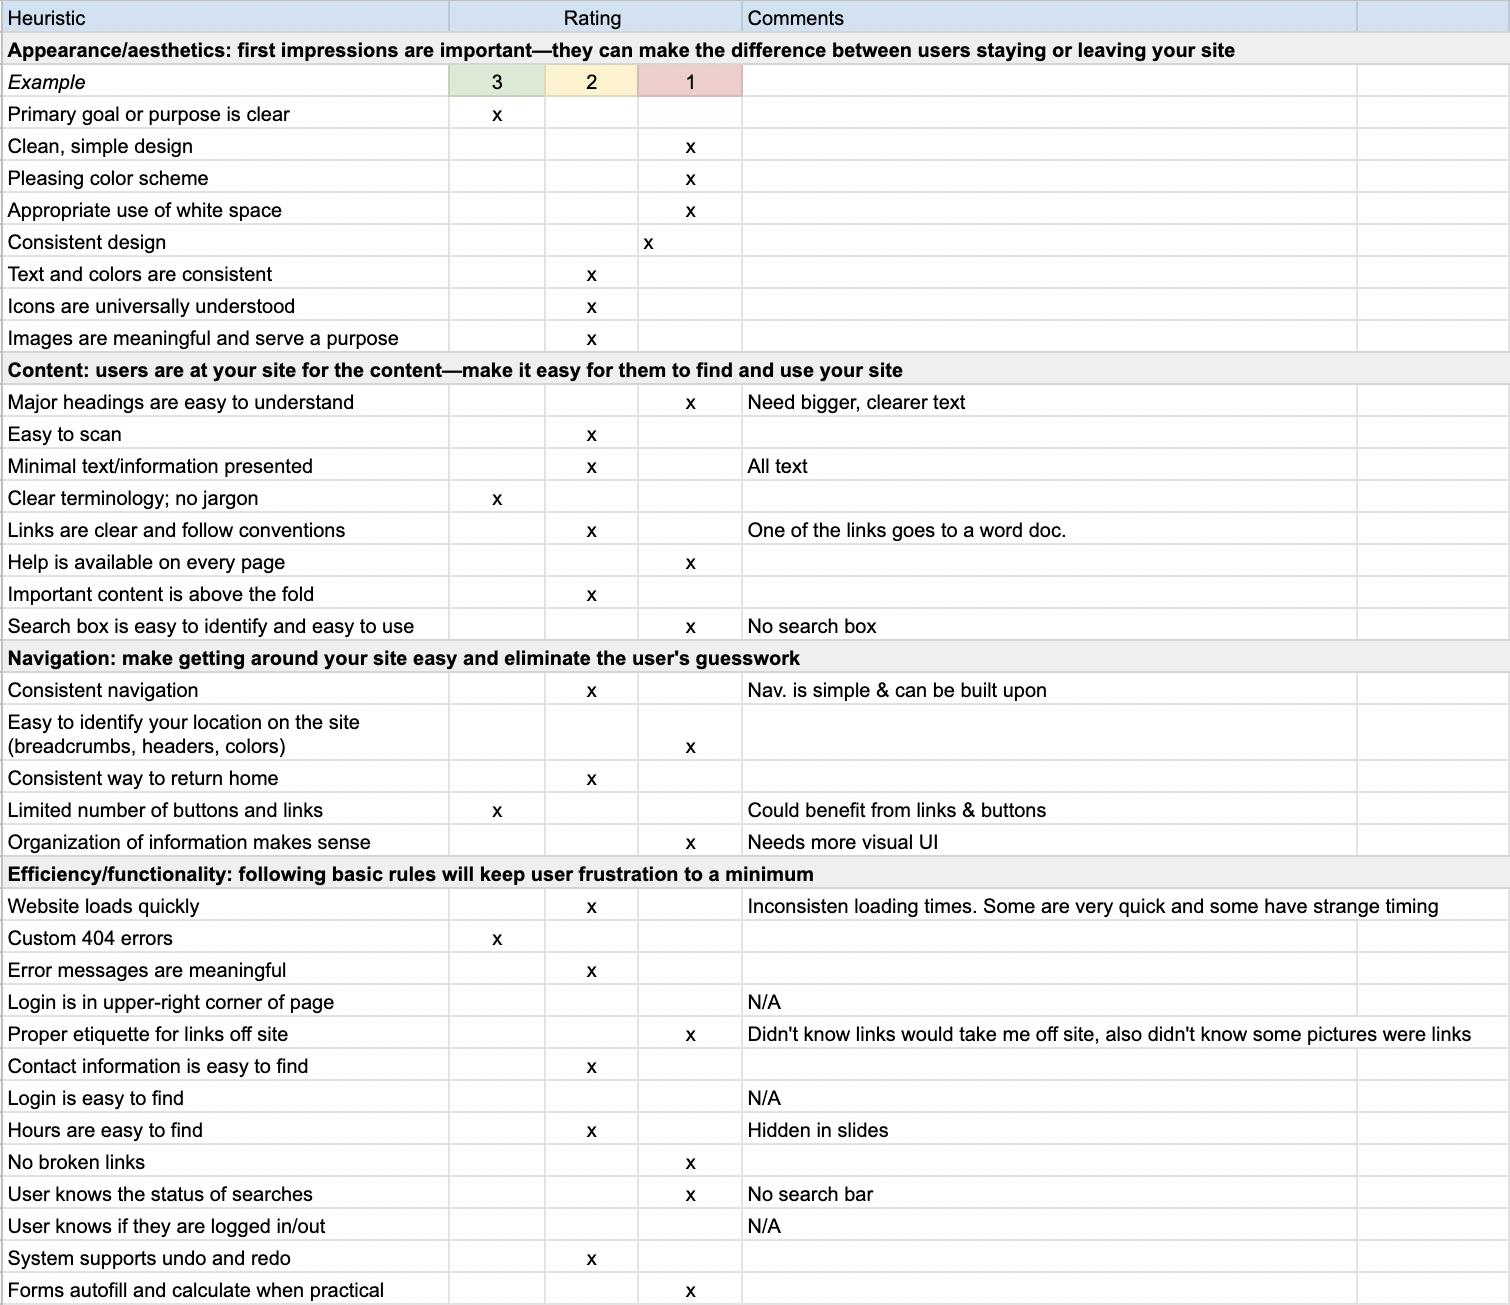 Heuristic Rating Comments
Appearance/aesthetics: first impressions are important—they can make the difference between users staying or leaving your site
Example 3 2 1
Primary goal or purpose is clear x
Clean, simple design x
Pleasing color scheme x
Appropriate use of white space x
Consistent design x
Text and colors are consistent x
Icons are universally understood x
Images are meaningful and serve a purpose x
Content: users are at your site for the content—make it easy for them to find and use your site
Major headings are easy to understand x Need bigger, clearer text
Easy to scan x
Minimal text/information presented x All text
Clear terminology; no jargon x
Links are clear and follow conventions x One of the links goes to a word doc.
Help is available on every page x
Important content is above the fold x
Search box is easy to identify and easy to use x No search box
Navigation: make getting around your site easy and eliminate the user's guesswork
Consistent navigation x Nav. is simple & can be built upon
Easy to identify your location on the site
(breadcrumbs, headers, colors) x
Consistent way to return home x
Limited number of buttons and links x Could benefit from links & buttons
Organization of information makes sense x Needs more visual UI
Efficiency/functionality: following basic rules will keep user frustration to a minimum
Website loads quickly x Inconsisten loading times. Some are very quick and some have strange timing
Custom 404 errors x
Error messages are meaningful x
Login is in upper-right corner of page N/A
Proper etiquette for links off site x Didn't know links would take me off site, also didn't know some pictures were links
Contact information is easy to find x
Login is easy to find N/A
Hours are easy to find x Hidden in slides
No broken links x
User knows the status of searches x No search bar
User knows if they are logged in/out N/A
System supports undo and redo x
Forms autofill and calculate when practical x